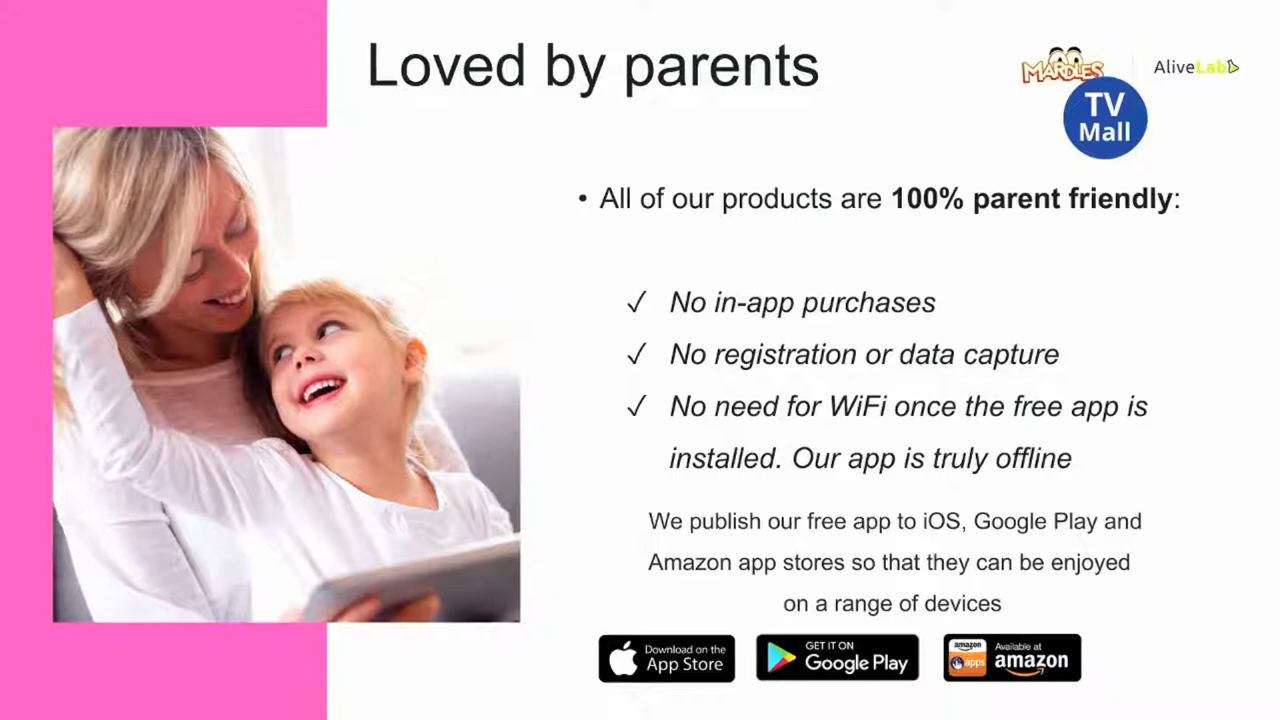 Loved by parents
MARDLES
AliveLab
TV
Mall
• All of our products are 100% parent friendly:
✓ No in-app purchases
✓ No registration or data capture
✓ No need for WiFi once the free app is
installed. Our app is truly offline
We publish our free app to iOS, Google Play and
Amazon app stores so that they can be enjoyed
on a range of devices
Download on the
App Store
GET IT ON
Google Play
amazon
apps
Available at
amazon